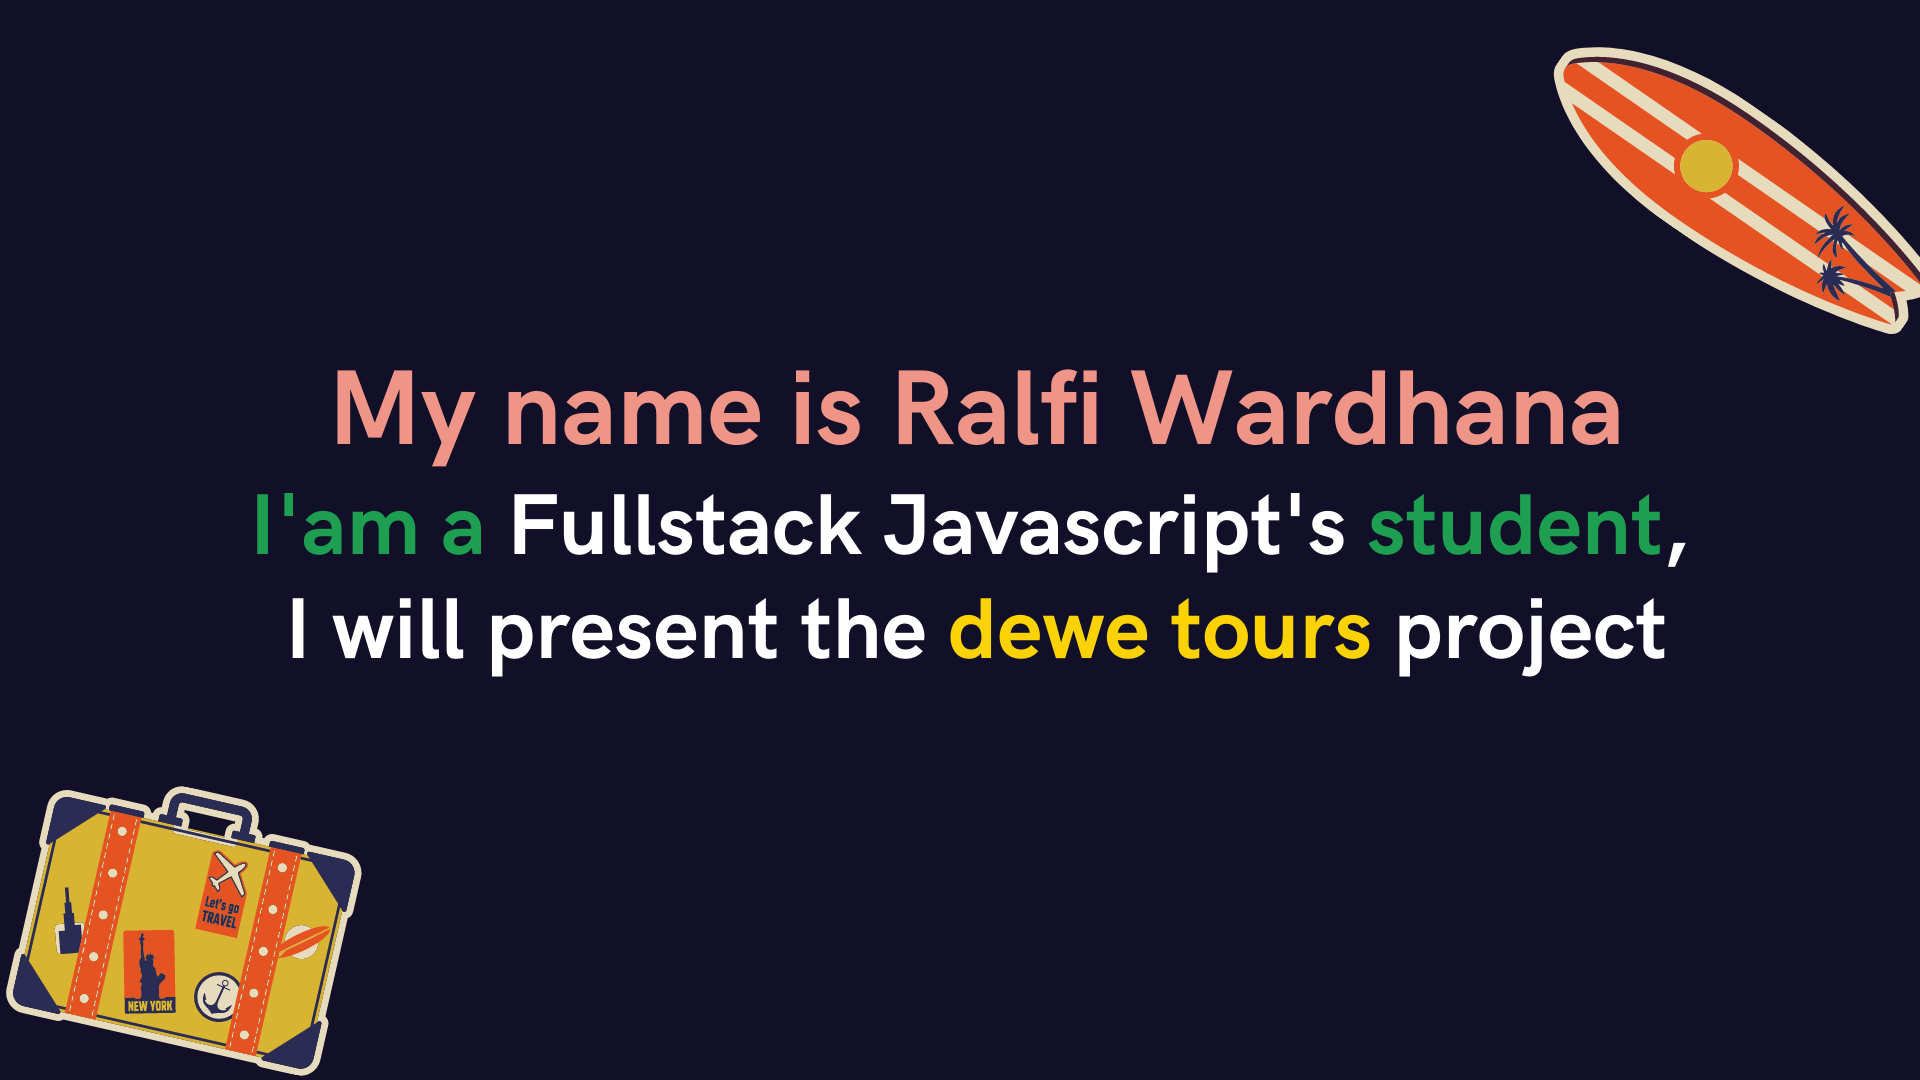 My name is Ralfi Wardhana
I'am a Fullstack Javascript's student,
I will present the dewe tours project
Let's go
TRAVEL
NEW YORK